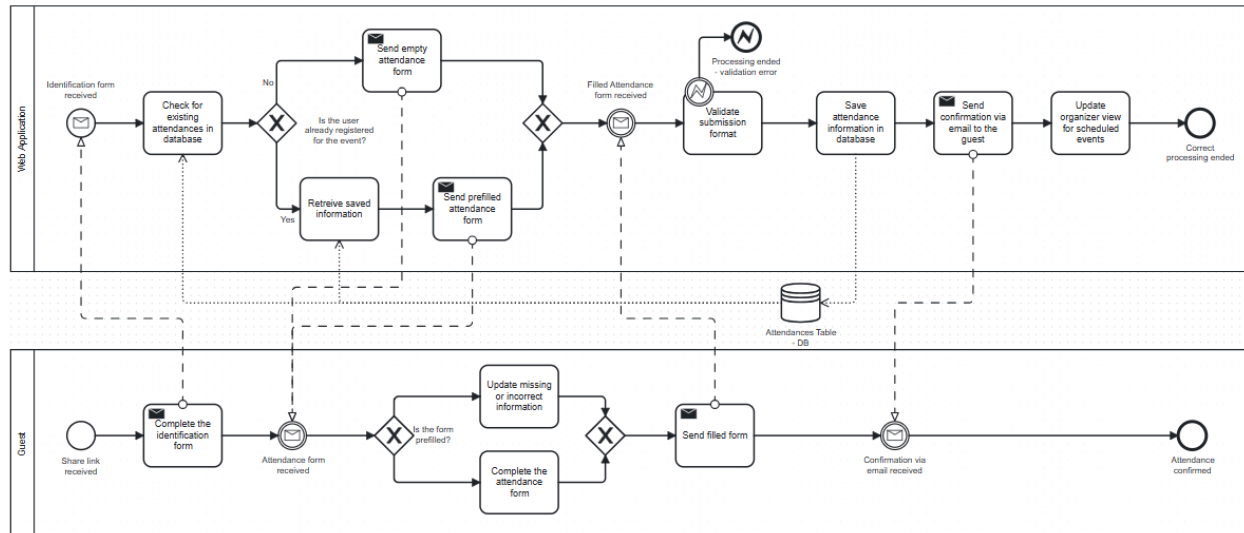 Web Application
Identification form
received
Check for
existing
attendances in
database
No
Is the user
already registered
for the event?
Yes
Send empty
attendance
form
Retreive saved
information
Send prefilled
attendance
form
Filled Attendance
form received
Processing ended
- validation error
Validate
submission
format
Save
attendance
information in
database
Send
confirmation via
email to the
guest
Update
organizer view
for scheduled
events
Correct
processing ended
Attendances Table
- DB
Guest
Share link
received
Complete the
identification
form
Attendance form
received
Is the form
prefilled?
Update missing
or incorrect
information
Complete the
attendance
form
Send filled form
Confirmation via
email received
Attendance
confirmed